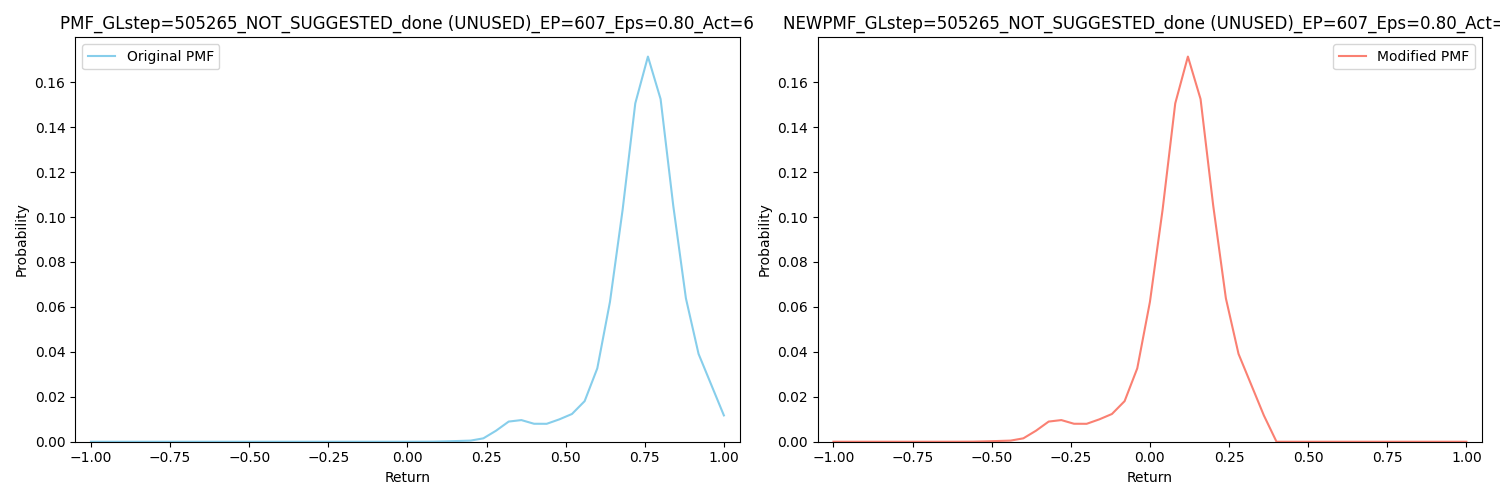 PMF_GLstep=505265_NOT_SUGGESTED_done (UNUSED)_EP=607_Eps=0.80_Act=6
Original PMF
Probability
0.16
0.14
0.12
0.10
0.08
0.06
0.04
0.02
0.00
−1.00 −0.75 −0.50 −0.25 0.00 0.25 0.50 0.75 1.00
Return
NEWPMF_GLstep=505265_NOT_SUGGESTED_done (UNUSED)_EP=607_Eps=0.80_Act=
Modified PMF
Probability
0.16
0.14
0.12
0.10
0.08
0.06
0.04
0.02
0.00
−1.00 −0.75 −0.50 −0.25 0.00 0.25 0.50 0.75 1.00
Return